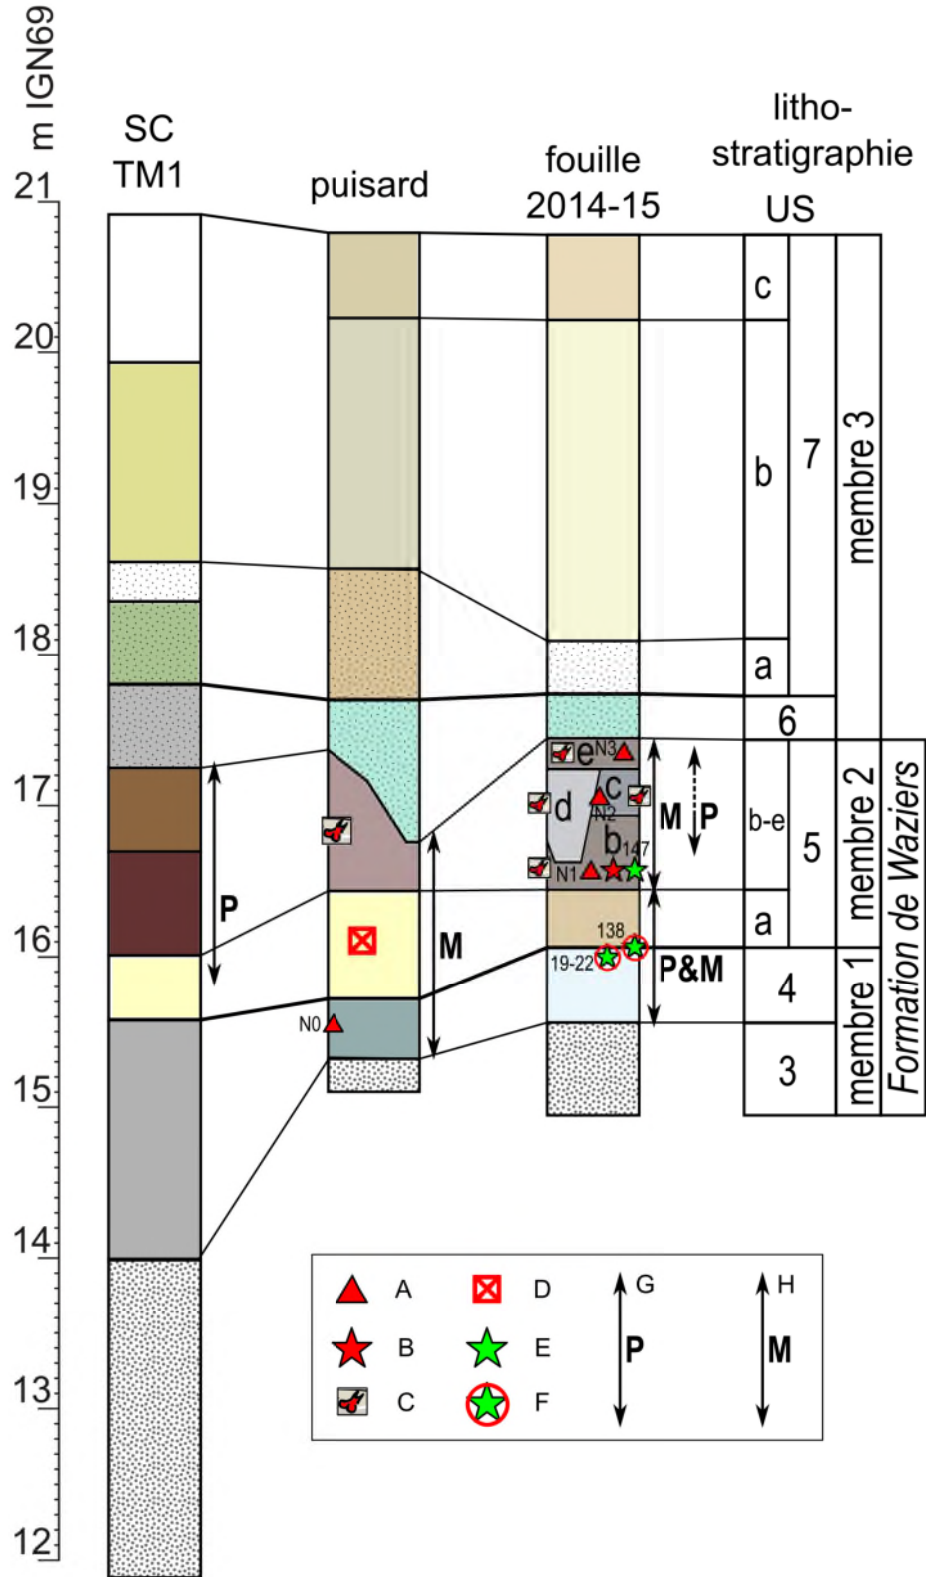 m IGN69
SC
TM1
puisard
fouille
2014-15
litho-
stratigraphie
US
21
20
19
18
17
16
15
14
13
12
c
b
a
7
6
b-e
a
5
4
3
membre 3
membre 2
membre 1
Formation de Waziers
e
N3
d
c
N2
b
147
N1
138
19-22
N0
P
M
M
P
P&M
A
D
G
B
E
P
H
M
C
F